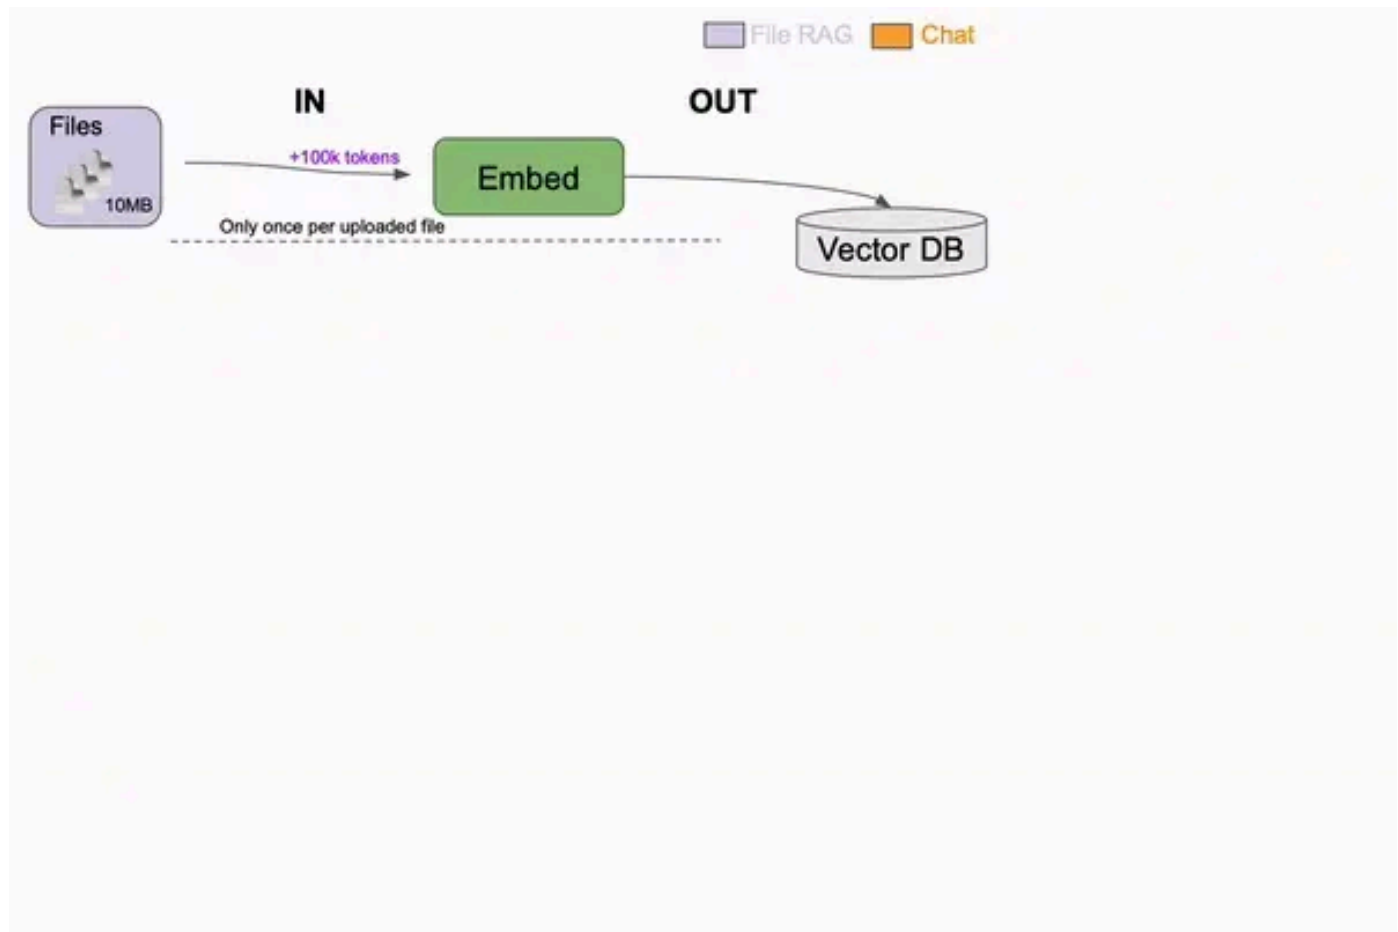 File RAG
Chat
IN
OUT
Files
10MB
+100k tokens
Embed
Only once per uploaded file
Vector DB